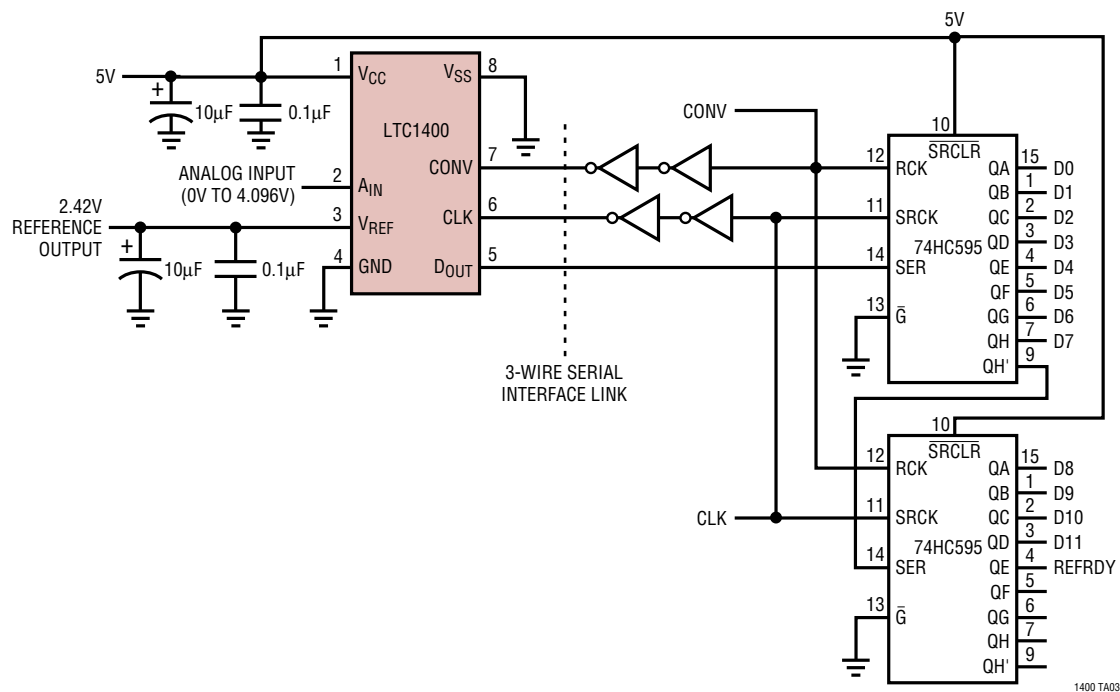 5V
5V
+
10µF
0.1µF
1
VCC
VSS
8
LTC1400
CONV
7
ANALOG INPUT
(0V TO 4.096V)
2
AIN
CLK
6
2.42V
REFERENCE
OUTPUT
3
VREF
+
10µF
0.1µF
4
GND
DOUT
5
3-WIRE SERIAL
INTERFACE LINK
CONV
CLK
10
SRCLR
12
RCK
11
SRCK
74HC595
14
SER
13
G
QA
15
D0
QB
1
D1
QC
2
D2
QD
3
D3
QE
4
D4
QF
5
D5
QG
6
D6
QH
7
D7
QH'
9
10
SRCLR
12
RCK
11
SRCK
74HC595
14
SER
13
G
QA
15
D8
QB
1
D9
QC
2
D10
QD
3
D11
QE
4
REFRDY
QF
5
QG
6
QH
7
QH'
9
1400 TA03